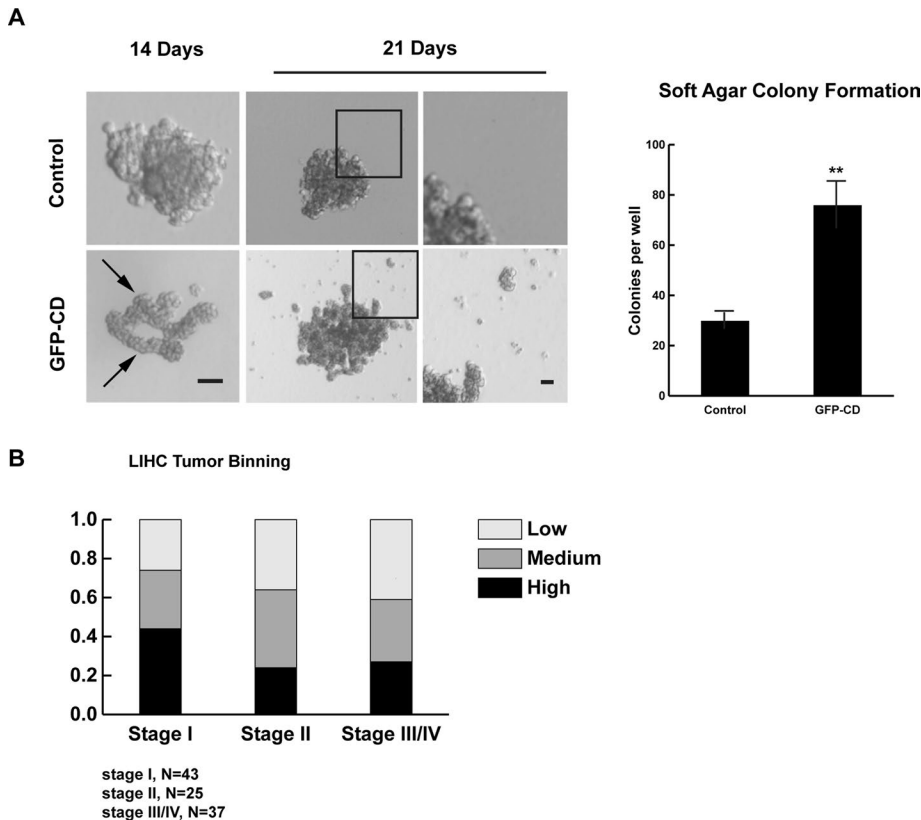 A
14 Days
21 Days
Control
GFP-CD
Soft Agar Colony Formation
Colonies per well
100
80
60
40
20
0
**
Control
GFP-CD
B
LIHC Tumor Binning
1.0
0.8
0.6
0.4
0.2
0.0
Stage I
Stage II
Stage III/IV
Low
Medium
High
stage I, N=43
stage II, N=25
stage III/IV, N=37